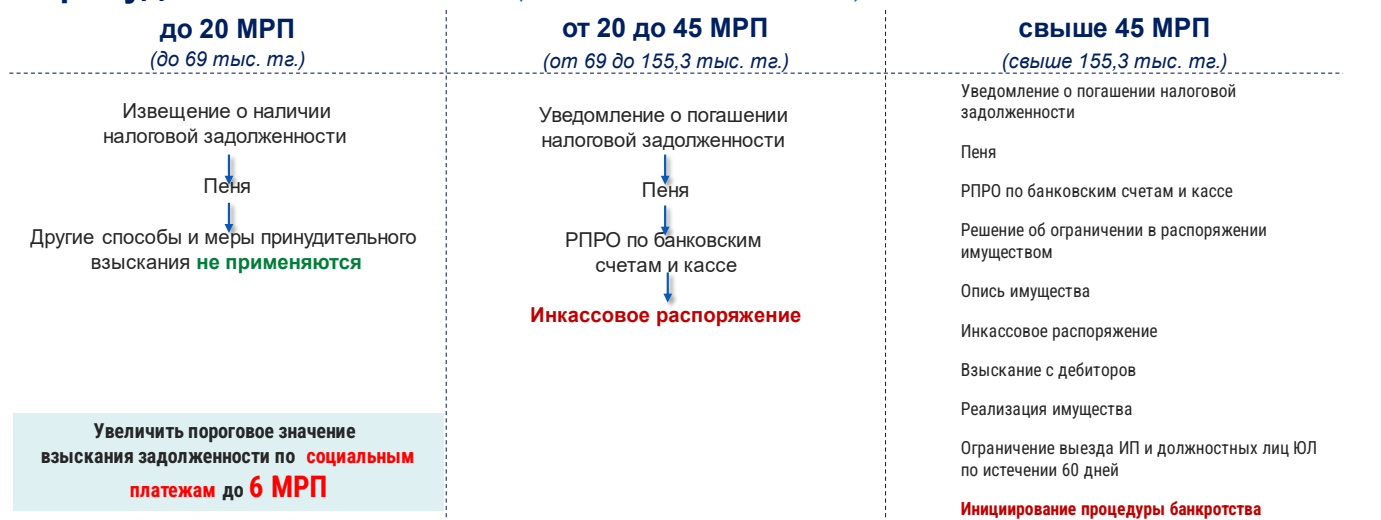 до 20 МРП
(до 69 тыс. тг.)
Извещение о наличии
налоговой задолженности
Пеня
Другие способы и меры принудительного
взыскания не применяются
Увеличить пороговое значение
взыскания задолженности по социальным
платежам до 6 МРП
от 20 до 45 МРП
(от 69 до 155,3 тыс. тг.)
Уведомление о погашении
налоговой задолженности
Пеня
РПРО по банковским
счетам и кассе
Инкассовое распоряжение
свыше 45 МРП
(свыше 155,3 тыс. тг.)
Уведомление о погашении налоговой
задолженности
Пеня
РПРО по банковским счетам и кассе
Решение об ограничении в распоряжении
имуществом
Опись имущества
Инкассовое распоряжение
Взыскание с дебиторов
Реализация имущества
Ограничение выезда ИП и должностных лиц ЮЛ
по истечении 60 дней
Инициирование процедуры банкротства